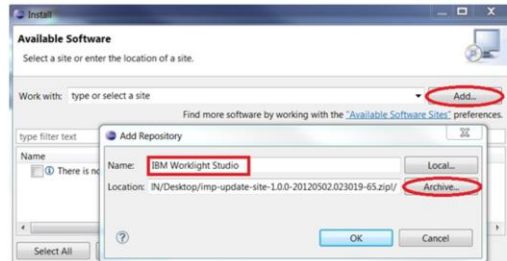 Install
Available Software
Select a site or enter the location of a site.
Work with: type or select a site
Add...
Find more software by working with the "Available Software Sites" preferences.
type filter text
Add Repository
Name
There is no
Name: IBM Worklight Studio
Local...
Location: IN/Desktop/imp-update-site-1.0.0-20120502.023019-65.zip!/
Archive...
OK
Cancel
Select All